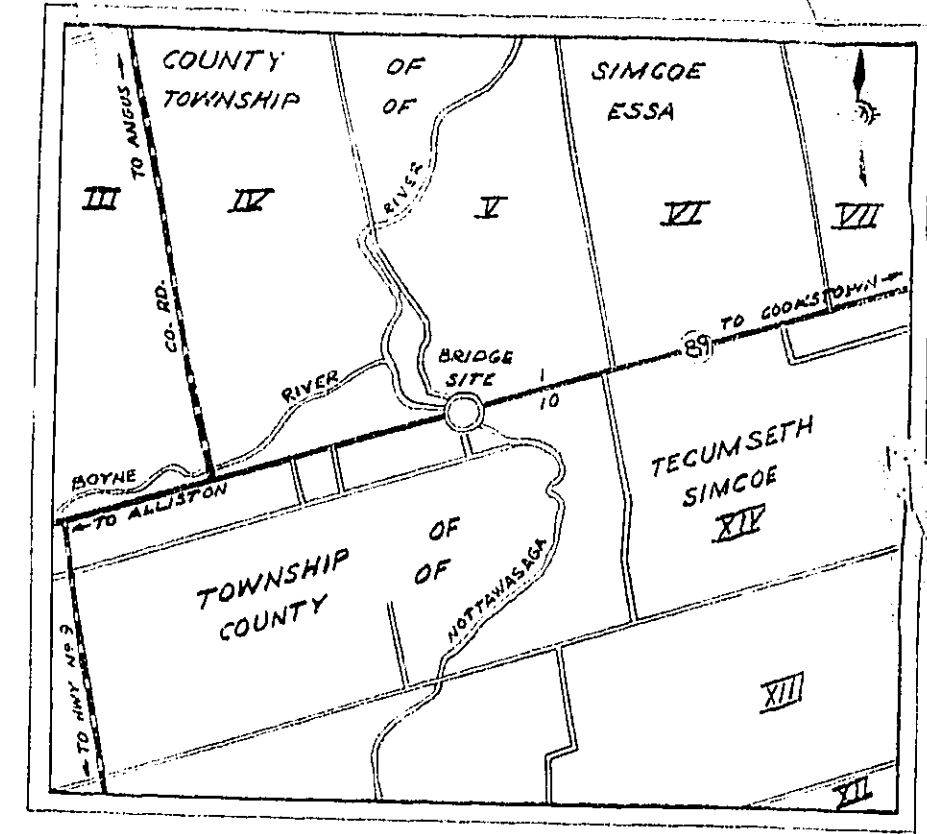 COUNTY OF SIMCOE
TOWNSHIP OF ESSA
TO ANGUS
CO. RD.
III
IV
V
VI
VII
RIVER
BRIDGE
SITE
1
10
89
TO COOKSTOWN
BOYNE RIVER
TO ALLISTON
TOWNSHIP OF TECUMSETH
COUNTY OF SIMCOE
XIV
NOTTAWASAGA
TO HWY No 9
XIII
XII